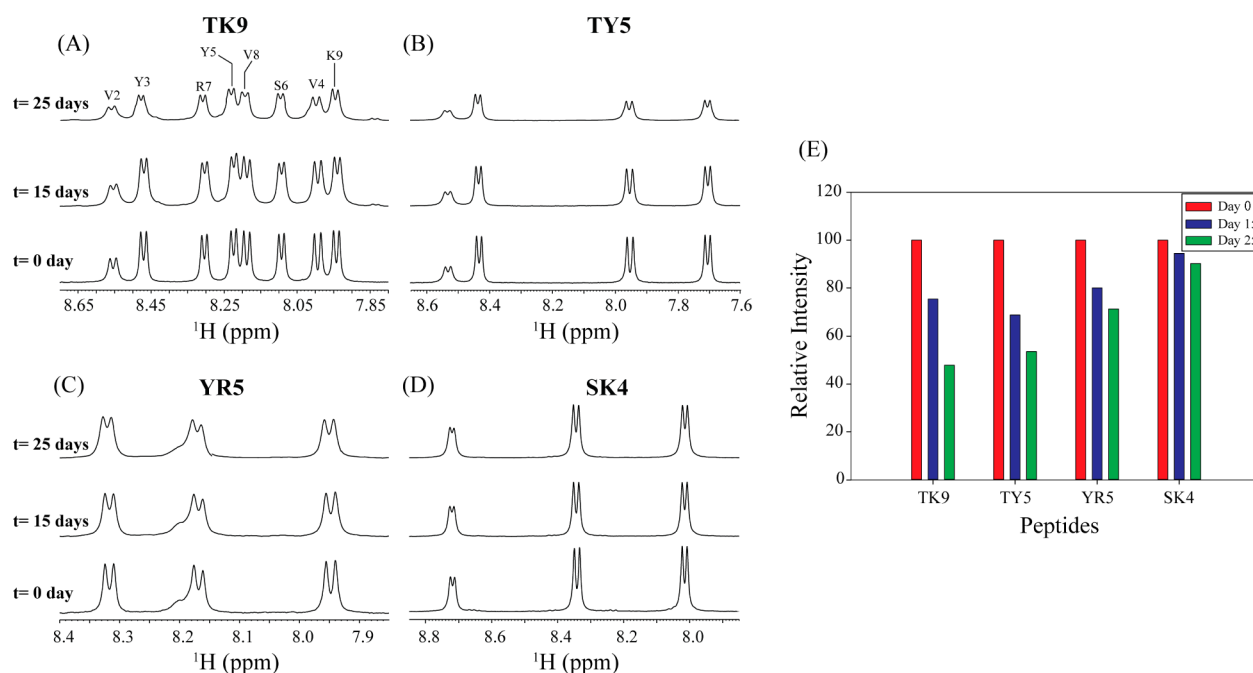 TK9
TY5
(A)
(B)
V2
Y3
R7
Y5
V8
S6
V4
K9
t= 25 days
t= 15 days
t= 0 day
8.65
8.45
8.25
8.05
7.85
¹H (ppm)
8.6
8.4
8.2
8.0
7.8
7.6
¹H (ppm)
YR5
SK4
(C)
(D)
t= 25 days
t= 15 days
t= 0 day
8.4
8.3
8.2
8.1
8.0
7.9
¹H (ppm)
8.8
8.6
8.4
8.2
8.0
¹H (ppm)
(E)
Relative Intensity
120
100
80
60
40
20
0
Day 0
Day 1
Day 2
TK9
TY5
YR5
SK4
Peptides